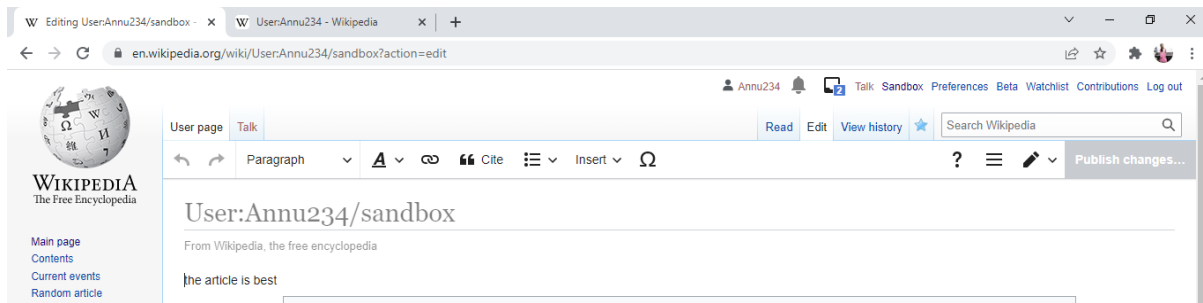 Editing User:Annu234/sandbox -
User:Annu234 - Wikipedia
en.wikipedia.org/wiki/User:Annu234/sandbox?action=edit
Annu234 2 Talk Sandbox Preferences Beta Watchlist Contributions Log out
User page Talk Read Edit View history Search Wikipedia
Paragraph A Cite Insert Ω ? Publish changes...
WIKIPEDIA
The Free Encyclopedia
User:Annu234/sandbox
From Wikipedia, the free encyclopedia
Main page
Contents
Current events
Random article
the article is best